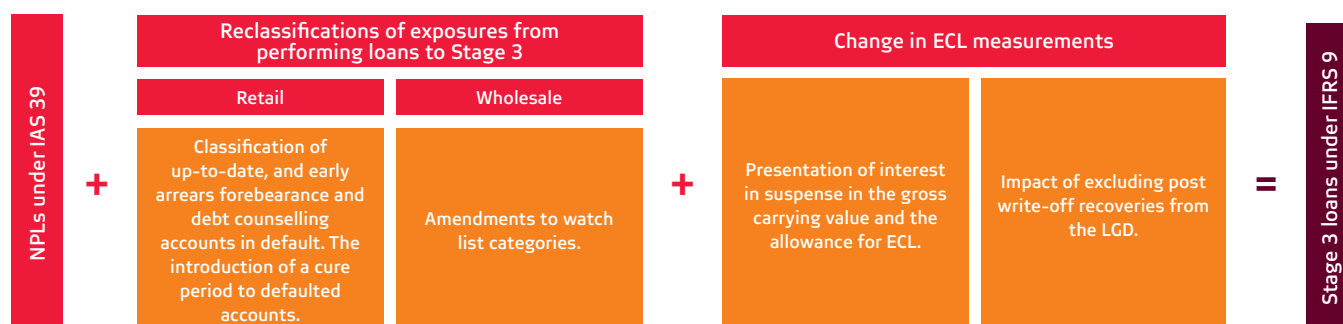 NPLs under IAS 39
+
Reclassifications of exposures from
performing loans to Stage 3
Retail
Classification of
up-to-date, and early
arrears forebearance and
debt counselling
accounts in default. The
introduction of a cure
period to defaulted
accounts.
Wholesale
Amendments to watch
list categories.
+
Change in ECL measurements
Presentation of interest
in suspense in the gross
carrying value and the
allowance for ECL.
Impact of excluding post
write-off recoveries from
the LGD.
=
Stage 3 loans under IFRS 9